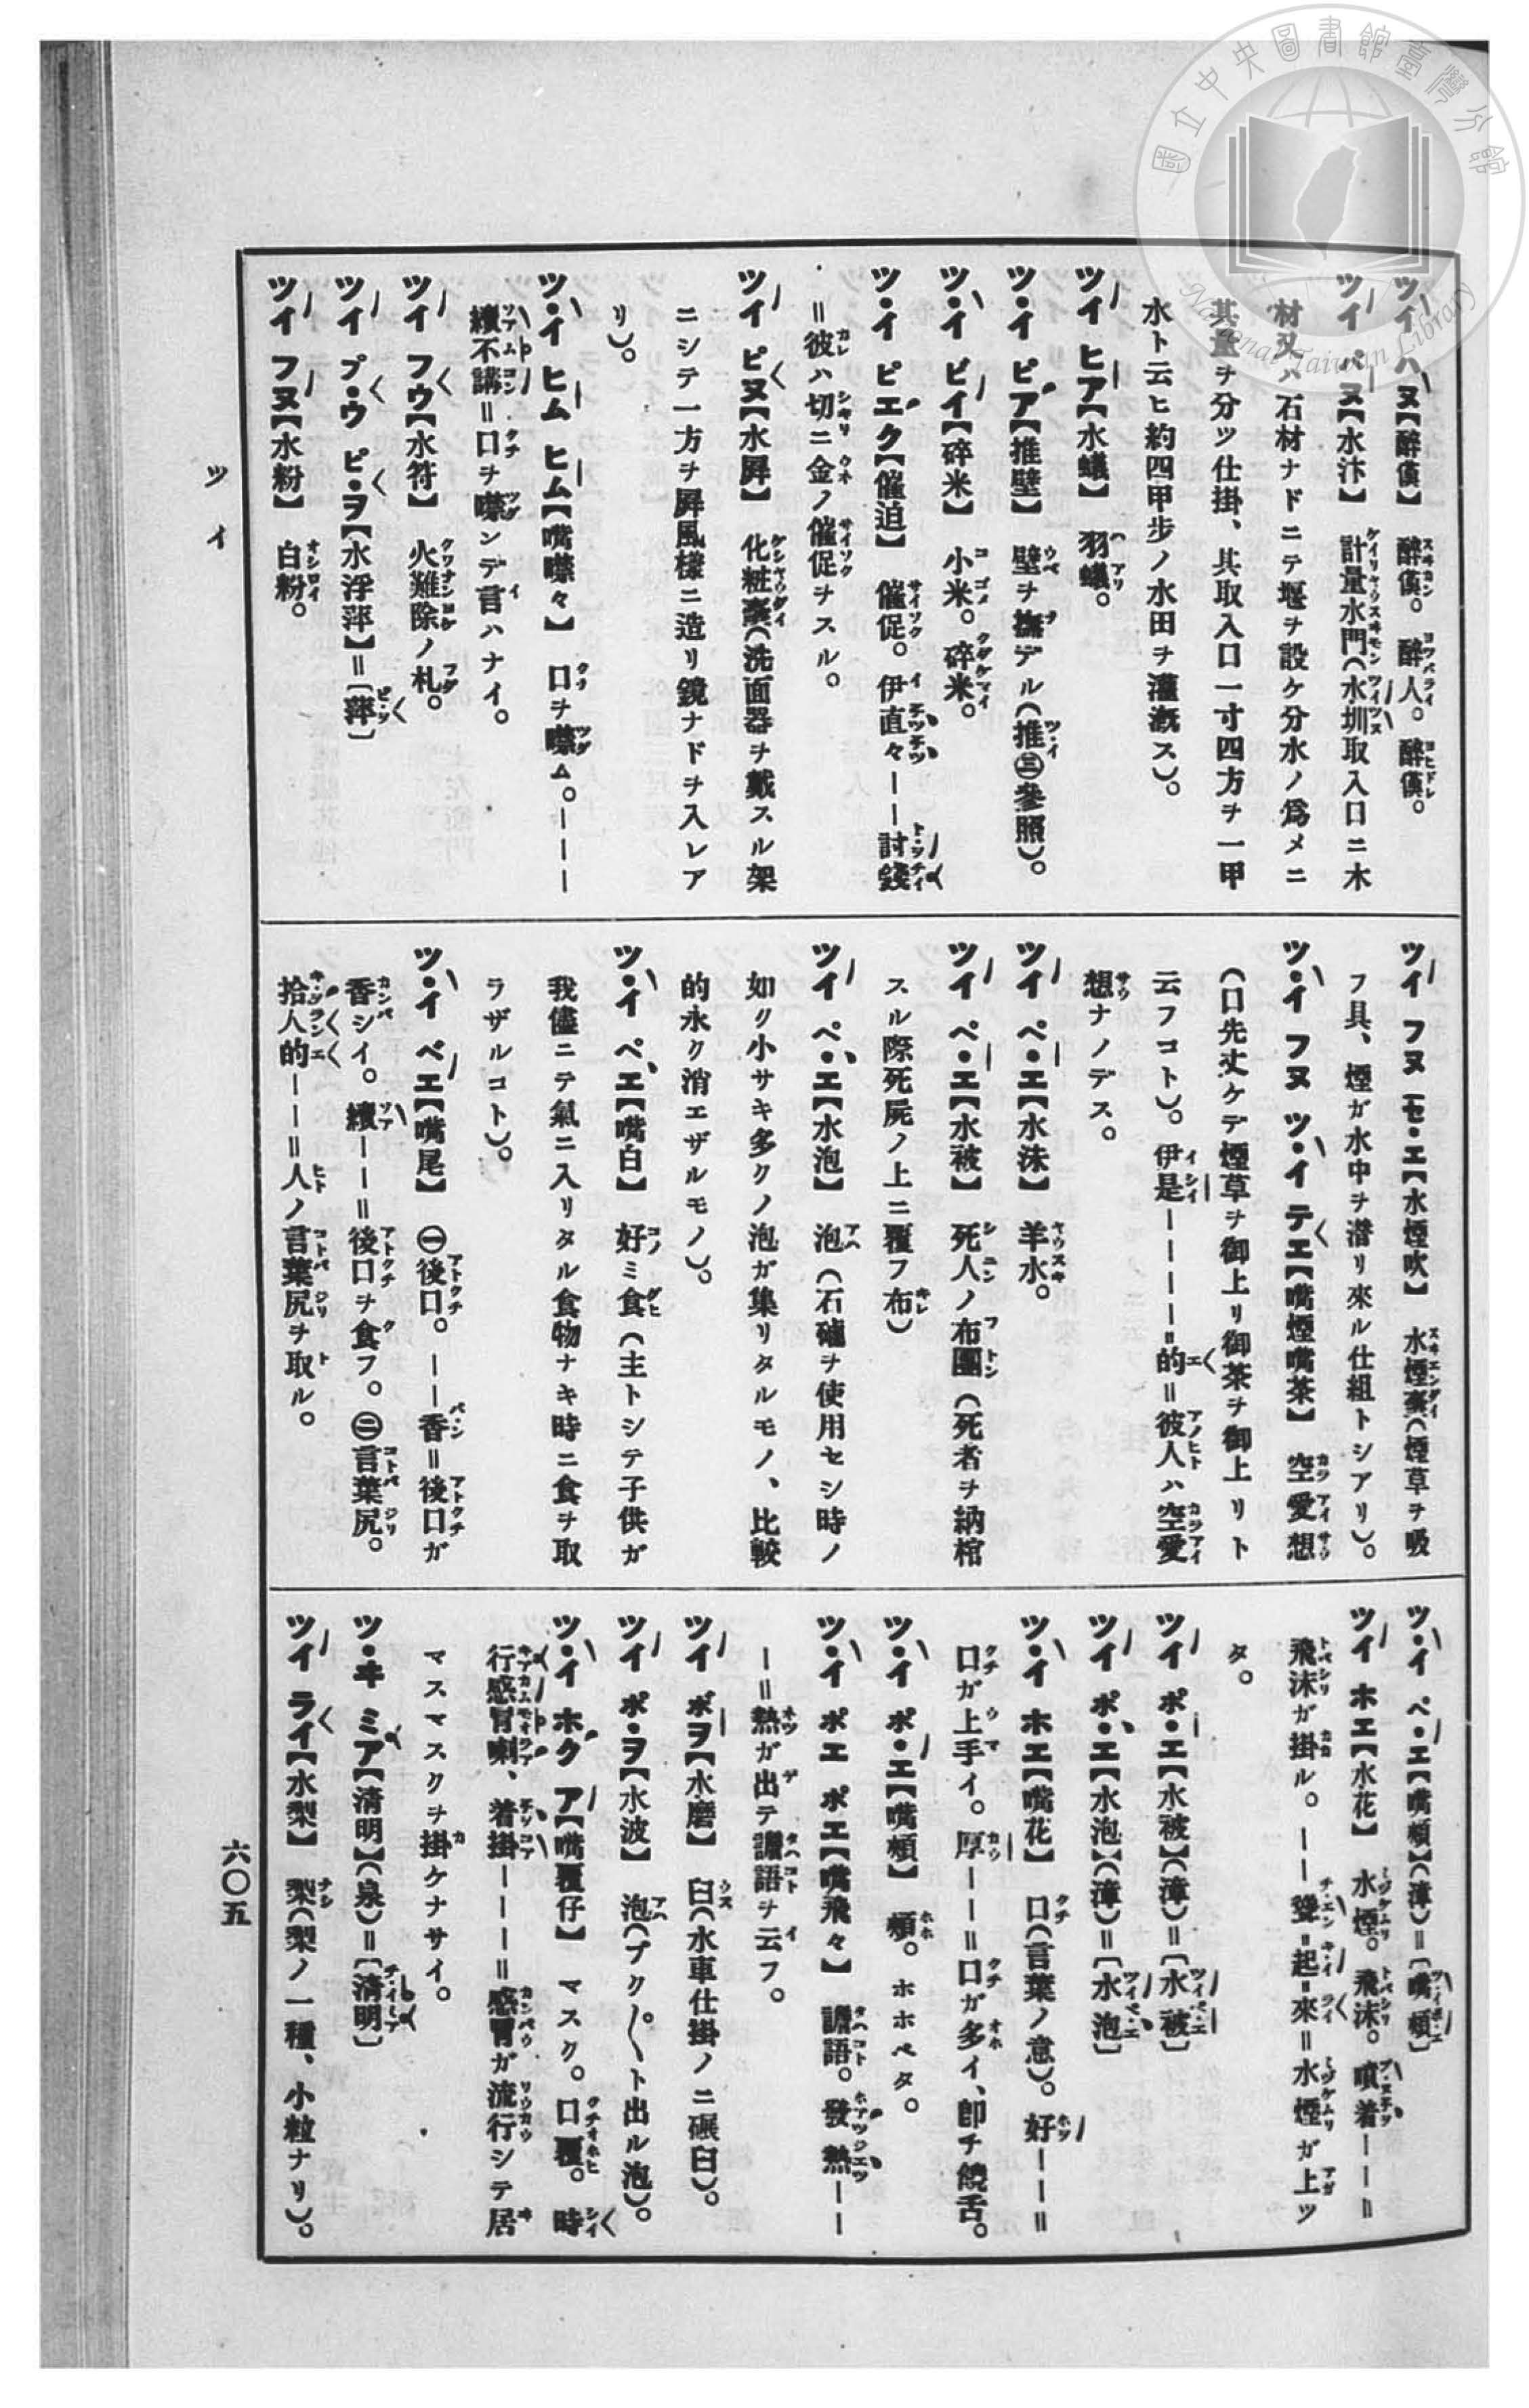 國立中央圖書館臺灣分館
National Taiwan Library
ツイ ハヌ【醉漢】 醉漢。醉人。醉漢。
ツイ パヌ【水汴】 計量水門(水圳取入口ニ木
材又ハ石材ナドニテ堰ヲ設ケ分水ノ爲メニ
其量ヲ分ツ仕掛、其取入口一寸四方ヲ一甲
水ト云ヒ約四甲步ノ水田ヲ灌漑ス)。
ツイ ヒア【水蟻】 羽蟻。
ツ・イ ピア【推壁】 壁ヲ撫デル(推㊂參照)。
ツ・イ ビイ【碎米】 小米。碎米。
ツ・イ ピエク【催迫】 催促。伊直々――討錢
=彼ハ切ニ金ノ催促ヲスル。
ツイ ピヌ【水屛】 化粧臺(洗面器ヲ戴スル架
ニシテ一方ヲ屛風樣ニ造リ鏡ナドヲ入レア
リ)。
ツ・イ ヒム ヒム【嘴噤々】 口ヲ噤ム。―――
續不講=口ヲ噤ンデ言ハナイ。
ツイ フウ【水符】 火難除ノ札。
ツイ プ・ウ ピ・ヲ【水浮萍】=〔萍〕
ツイ フヌ【水粉】 白粉。
ツイ フヌ セ・エ【水煙吹】 水煙臺(煙草ヲ吸
フ具、煙ガ水中ヲ潛リ來ル仕組トシアリ)。
ツ・イ フヌ ツ・イ テエ【嘴煙嘴茶】 空愛想
(口先丈ケデ煙草ヲ御上リ御茶ヲ御上リト
云フコト)。伊是――――=的=彼人ハ空愛
想ナノデス。
ツイ ペ・エ【水沫】 羊水。
ツイ ペ・エ【水被】 死人ノ布團(死者ヲ納棺
スル際死屍ノ上ニ覆フ布)
ツイ ペ・エ【水泡】 泡(石鹼ヲ使用セシ時ノ
如ク小サキ多クノ泡ガ集リタルモノ、比較
的永ク消エザルモノ)。
ツ・イ ペ・エ【嘴白】 好ミ食(主トシテ子供ガ
我儘ニテ氣ニ入リタル食物ナキ時ニ食ヲ取
ラザルコト)。
ツ・イ ベ・エ【嘴尾】 ㊀後口。――香=後口ガ
香シイ。續――=後口ヲ食フ。㊁言葉尻。
拾人的――=人ノ言葉尻ヲ取ル。
ツ・イ ペ・エ【嘴頰】(漳)=〔嘴頰〕
ツイ ホエ【水花】 水煙。飛沫。噴着――=
飛沫ガ掛ル。――聳=起=來=水煙ガ上ツ
タ。
ツイ ポ・エ【水被】(漳)=〔水被〕
ツイ ポ・エ【水泡】(漳)=〔水泡〕
ツ・イ ホエ【嘴花】 口(言葉ノ意)。好――=
口ガ上手イ。厚――=口ガ多イ、卽チ饒舌。
ツ・イ ポ・エ【嘴頰】 頰。ホホペタ。
ツ・イ ポエ ポエ【嘴飛々】 譫語。發熱――
―=熱ガ出テ譫語ヲ云フ。
ツイ ボヲ【水磨】 臼(水車仕掛ノニ碾臼)。
ツイ ポ・ヲ【水波】 泡(ブク〱ト出ル泡)。
ツ・イ ホク ア【嘴覆仔】 マスク。口覆。時
行感冒喇、着掛―――=感冒ガ流行シテ居
マスマスクヲ掛ケナサイ。
ツ・ヰ ミア【淸明】(泉)=〔淸明〕
ツイ ライ【水梨】 梨(梨ノ一種、小粒ナリ)。
ツイ
六〇五